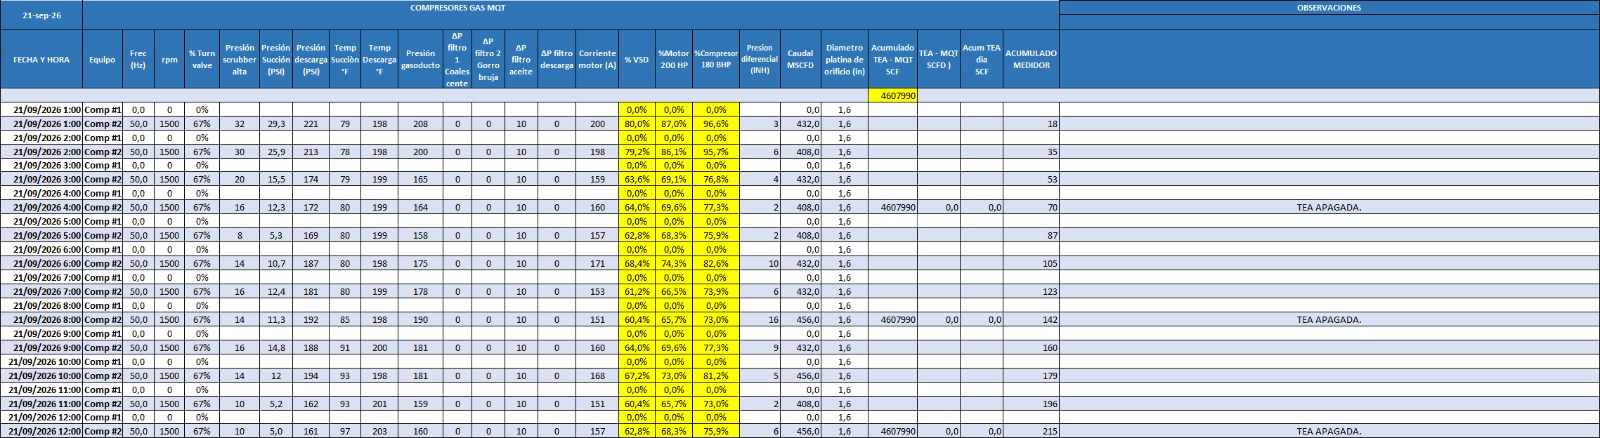 21-sep-26 COMPRESORES GAS MQT OBSERVACIONES
FECHA Y HORA Equipo Frec (Hz) rpm % Turn valve Presión scrubber alta Presión Succión (PSI) Presión descarga (PSI) Temp Succión °F Temp Descarga °F Presión gasoducto ΔP filtro 1 Coales cente ΔP filtro 2 Gorro bruja ΔP filtro aceite ΔP filtro descarga Corriente motor (A) % VSD %Motor 200 HP %Compresor 180 BHP Presion diferencial (INH) Caudal MSCFD Diametro platina de orificio (in) Acumulado TEA - MQT SCF TEA - MQT SCFD ) Acum TEA dia SCF ACUMULADO MEDIDOR
4607990
21/09/2026 1:00 Comp #1 0,0 0 0% 0,0% 0,0% 0,0% 0,0 1,6
21/09/2026 1:00 Comp #2 50,0 1500 67% 32 29,3 221 79 198 208 0 0 10 0 200 80,0% 87,0% 96,6% 3 432,0 1,6 18
21/09/2026 2:00 Comp #1 0,0 0 0% 0,0% 0,0% 0,0% 0,0 1,6
21/09/2026 2:00 Comp #2 50,0 1500 67% 30 25,9 213 78 198 200 0 0 10 0 198 79,2% 86,1% 95,7% 6 408,0 1,6 35
21/09/2026 3:00 Comp #1 0,0 0 0% 0,0% 0,0% 0,0% 0,0 1,6
21/09/2026 3:00 Comp #2 50,0 1500 67% 20 15,5 174 79 199 165 0 0 10 0 159 63,6% 69,1% 76,8% 4 432,0 1,6 53
21/09/2026 4:00 Comp #1 0,0 0 0% 0,0% 0,0% 0,0% 0,0 1,6
21/09/2026 4:00 Comp #2 50,0 1500 67% 16 12,3 172 80 199 164 0 0 10 0 160 64,0% 69,6% 77,3% 2 408,0 1,6 4607990 0,0 0,0 70 TEA APAGADA.
21/09/2026 5:00 Comp #1 0,0 0 0% 0,0% 0,0% 0,0% 0,0 1,6
21/09/2026 5:00 Comp #2 50,0 1500 67% 8 5,3 169 80 199 158 0 0 10 0 157 62,8% 68,3% 75,9% 2 408,0 1,6 87
21/09/2026 6:00 Comp #1 0,0 0 0% 0,0% 0,0% 0,0% 0,0 1,6
21/09/2026 6:00 Comp #2 50,0 1500 67% 14 10,7 187 80 198 175 0 0 10 0 171 68,4% 74,3% 82,6% 10 432,0 1,6 105
21/09/2026 7:00 Comp #1 0,0 0 0% 0,0% 0,0% 0,0% 0,0 1,6
21/09/2026 7:00 Comp #2 50,0 1500 67% 16 12,4 181 80 199 178 0 0 10 0 153 61,2% 66,5% 73,9% 6 432,0 1,6 123
21/09/2026 8:00 Comp #1 0,0 0 0% 0,0% 0,0% 0,0% 0,0 1,6
21/09/2026 8:00 Comp #2 50,0 1500 67% 14 11,3 192 85 198 190 0 0 10 0 151 60,4% 65,7% 73,0% 16 456,0 1,6 4607990 0,0 0,0 142 TEA APAGADA.
21/09/2026 9:00 Comp #1 0,0 0 0% 0,0% 0,0% 0,0% 0,0 1,6
21/09/2026 9:00 Comp #2 50,0 1500 67% 16 14,8 188 91 200 181 0 0 10 0 160 64,0% 69,6% 77,3% 9 432,0 1,6 160
21/09/2026 10:00 Comp #1 0,0 0 0% 0,0% 0,0% 0,0% 0,0 1,6
21/09/2026 10:00 Comp #2 50,0 1500 67% 14 12 194 93 198 181 0 0 10 0 168 67,2% 73,0% 81,2% 5 456,0 1,6 179
21/09/2026 11:00 Comp #1 0,0 0 0% 0,0% 0,0% 0,0% 0,0 1,6
21/09/2026 11:00 Comp #2 50,0 1500 67% 10 5,2 162 93 201 159 0 0 10 0 151 60,4% 65,7% 73,0% 2 408,0 1,6 196
21/09/2026 12:00 Comp #1 0,0 0 0% 0,0% 0,0% 0,0% 0,0 1,6
21/09/2026 12:00 Comp #2 50,0 1500 67% 10 5,0 161 97 203 160 0 0 10 0 157 62,8% 68,3% 75,9% 6 456,0 1,6 4607990 0,0 0,0 215 TEA APAGADA.